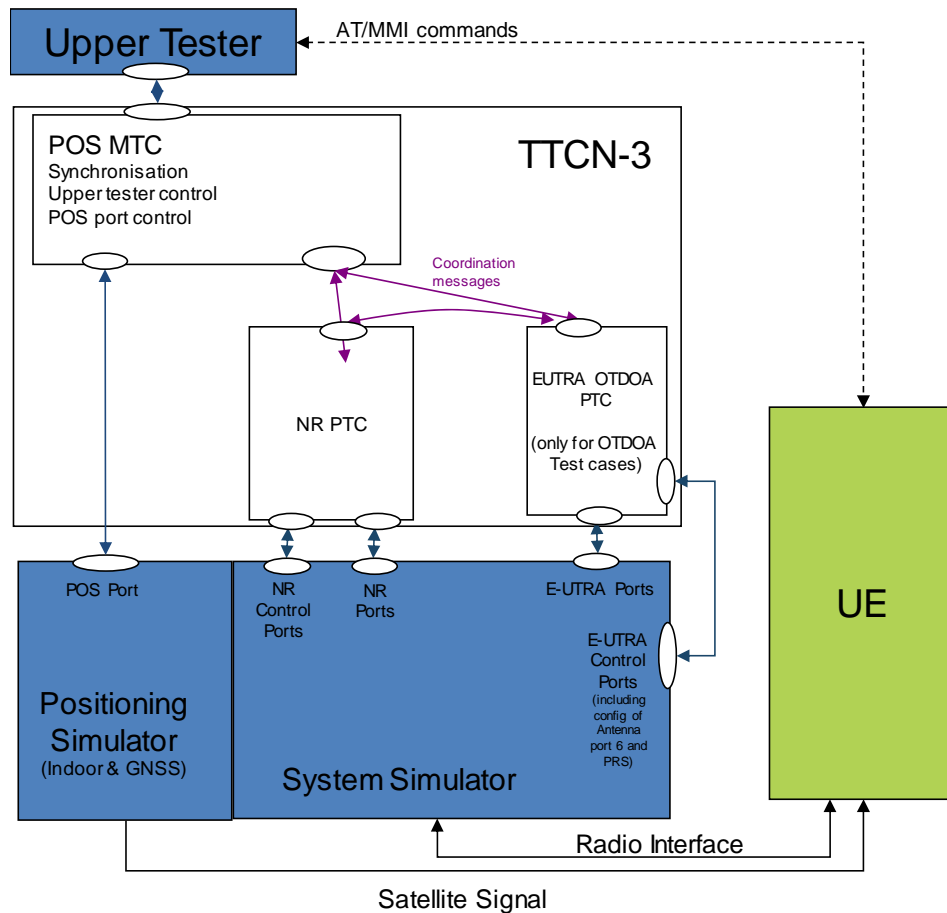 Upper Tester
AT/MMI commands
POS MTC
Synchronisation
Upper tester control
POS port control
TTCN-3
Coordination
messages
NR PTC
EUTRA OTDOA
PTC
(only for OTDOA
Test cases)
POS Port
NR
Control
Ports
NR
Ports
E-UTRA Ports
E-UTRA
Control
Ports
(including
config of
Antenna
port 6 and
PRS)
Positioning
Simulator
(Indoor & GNSS)
System Simulator
UE
Radio Interface
Satellite Signal